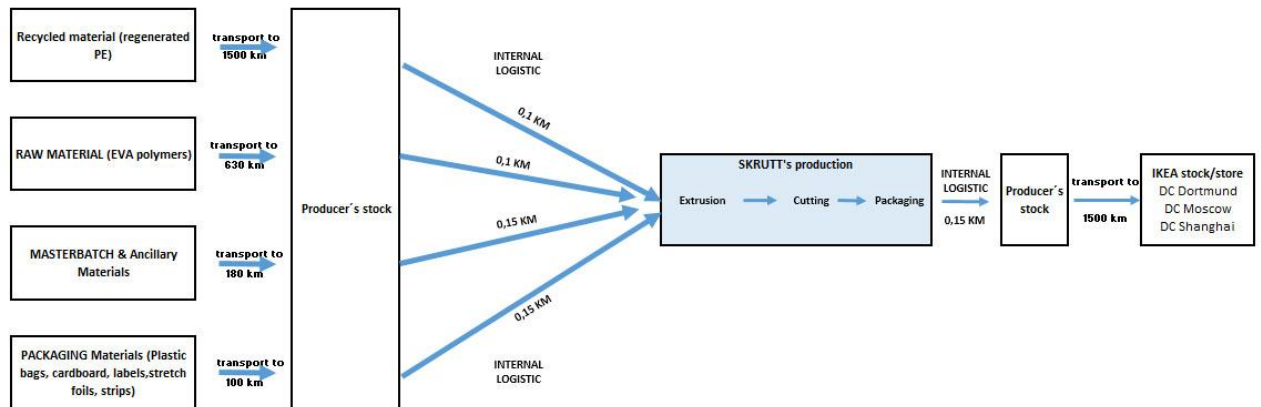 Recycled material (regenerated
PE)
transport to
1500 km
RAW MATERIAL (EVA polymers)
transport to
630 km
MASTERBATCH & Ancillary
Materials
transport to
180 km
PACKAGING Materials (Plastic
bags, cardboard, labels,stretch
foils, strips)
transport to
100 km
Producer´s stock
INTERNAL
LOGISTIC
0,1 KM
0,1 KM
0,15 KM
0,15 KM
INTERNAL
LOGISTIC
SKRUTT's production
Extrusion
Cutting
Packaging
INTERNAL
LOGISTIC
0,15 KM
Producer´s
stock
transport to
1500 km
IKEA stock/store
DC Dortmund
DC Moscow
DC Shanghai